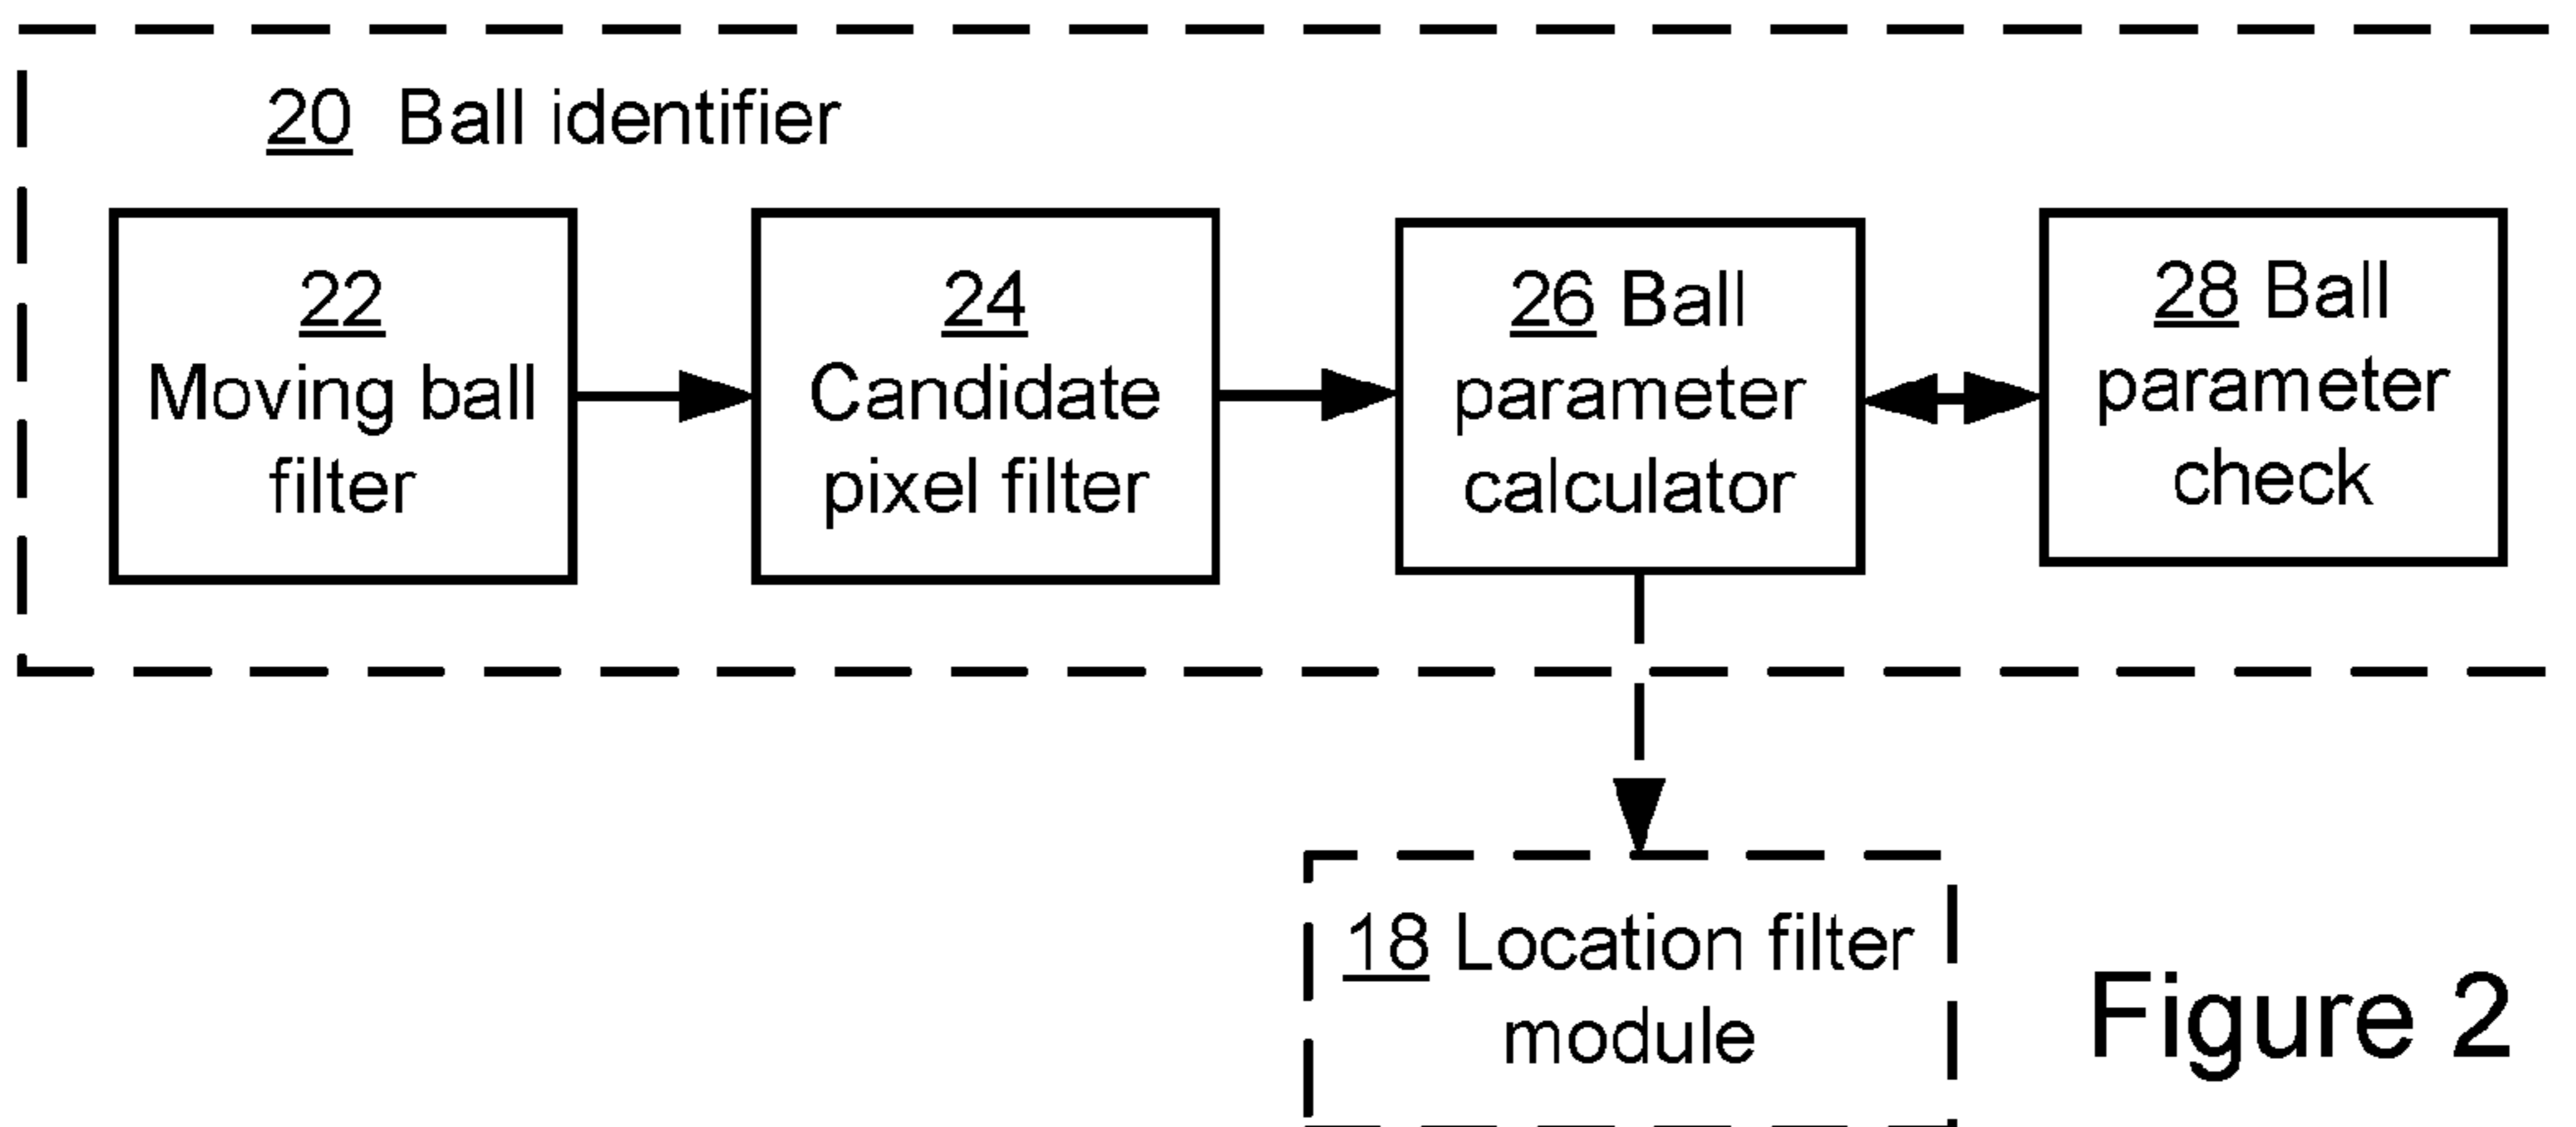 20 Ball identifier
22
Moving ball
filter
24
Candidate
pixel filter
26 Ball
parameter
calculator
28 Ball
parameter
check
18 Location filter
module
Figure 2